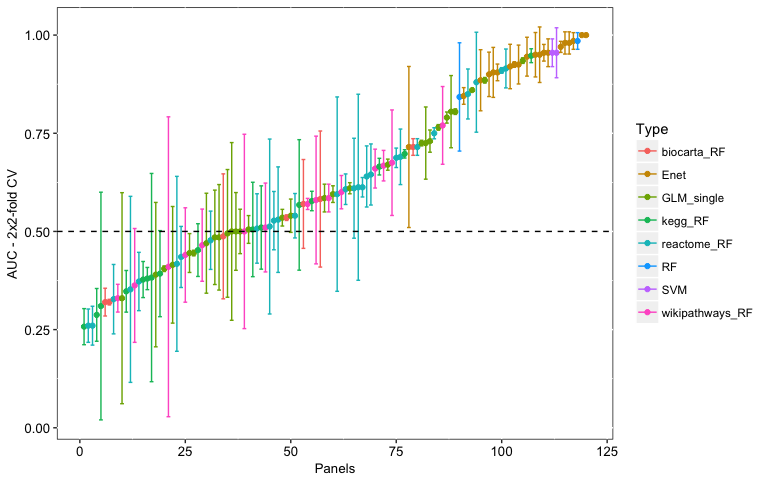 1.00
0.75
0.50
0.25
0.00
AUC - 2x2-fold CV
0
25
50
75
100
125
Panels
Type
biocarta_RF
Enet
GLM_single
kegg_RF
reactome_RF
RF
SVM
wikipathways_RF